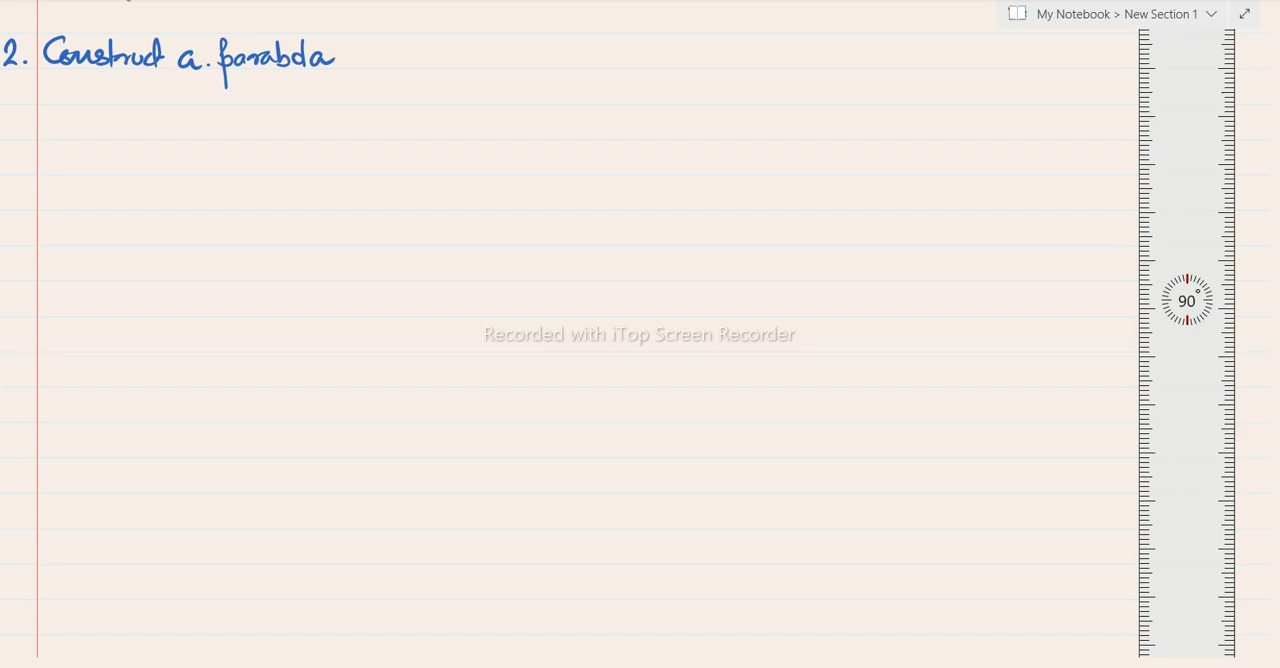 My Notebook > New Section 1
2. Construct a. parabola
90°
Recorded with iTop Screen Recorder